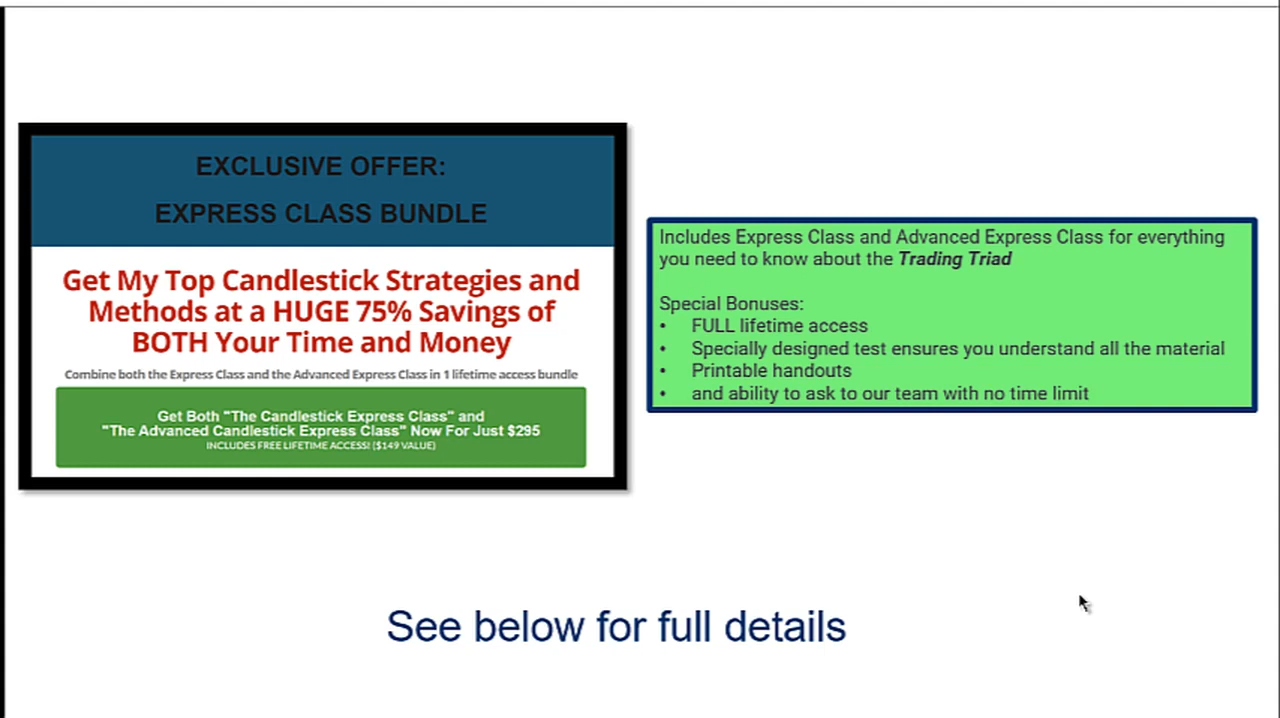 EXCLUSIVE OFFER:
EXPRESS CLASS BUNDLE
Get My Top Candlestick Strategies and
Methods at a HUGE 75% Savings of
BOTH Your Time and Money
Combine both the Express Class and the Advanced Express Class in 1 lifetime access bundle
Get Both "The Candlestick Express Class" and
"The Advanced Candlestick Express Class" Now For Just $295
INCLUDES FREE LIFETIME ACCESS! ($149 VALUE)
Includes Express Class and Advanced Express Class for everything
you need to know about the Trading Triad
Special Bonuses:
• FULL lifetime access
• Specially designed test ensures you understand all the material
• Printable handouts
• and ability to ask to our team with no time limit
See below for full details